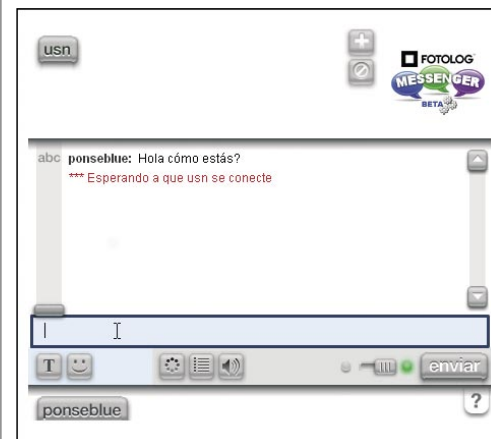 usn
FOTOLOG
MESSENGER
BETA
abc ponseblue: Hola cómo estás?
*** Esperando a que usn se conecte
T
enviar
ponseblue
?